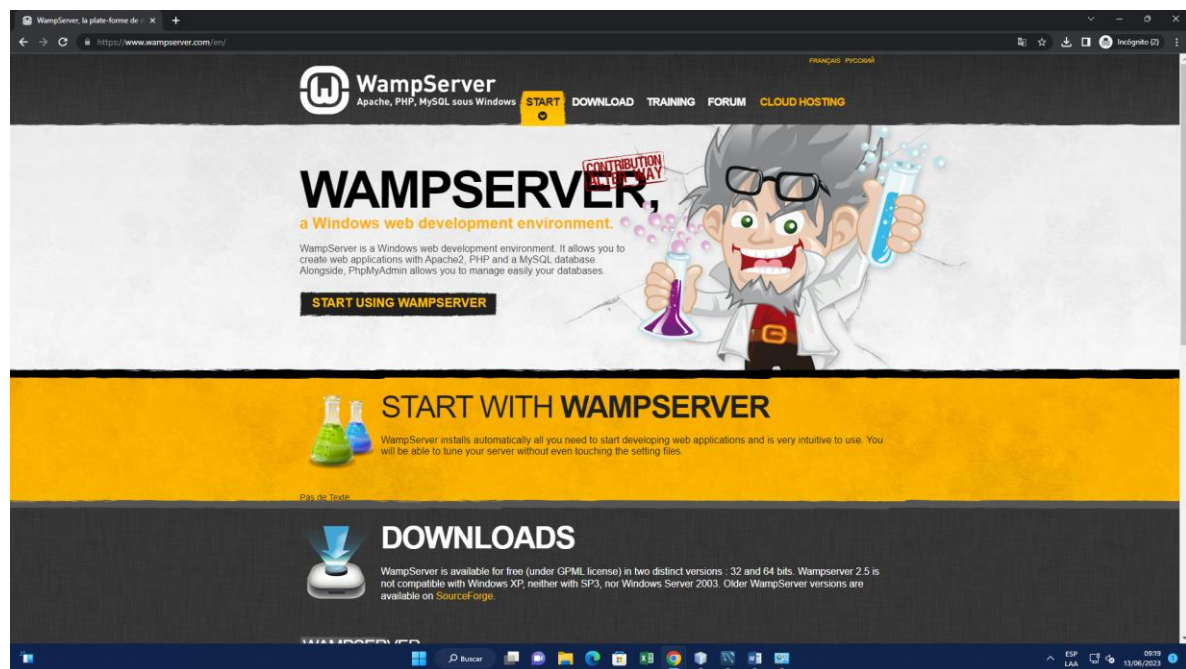 WampServer, la plate-forme de d
https://www.wampserver.com/en/
Incógnito (2)
FRANÇAIS РУССКИЙ
WampServer
Apache, PHP, MySQL sous Windows
START DOWNLOAD TRAINING FORUM CLOUD HOSTING
CONTRIBUTION
ALTER WAY
WAMPSERVER,
a Windows web development environment.
WampServer is a Windows web development environment. It allows you to
create web applications with Apache2, PHP and a MySQL database.
Alongside, PhpMyAdmin allows you to manage easily your databases.
START USING WAMPSERVER
START WITH WAMPSERVER
WampServer installs automatically all you need to start developing web applications and is very intuitive to use. You
will be able to tune your server without even touching the setting files.
Pas de Texte
DOWNLOADS
WampServer is available for free (under GPML license) in two distinct versions : 32 and 64 bits. Wampserver 2.5 is
not compatible with Windows XP, neither with SP3, nor Windows Server 2003. Older WampServer versions are
available on SourceForge.
WAMPSERVER
Buscar
ESP
LAA
09:19
13/06/2023